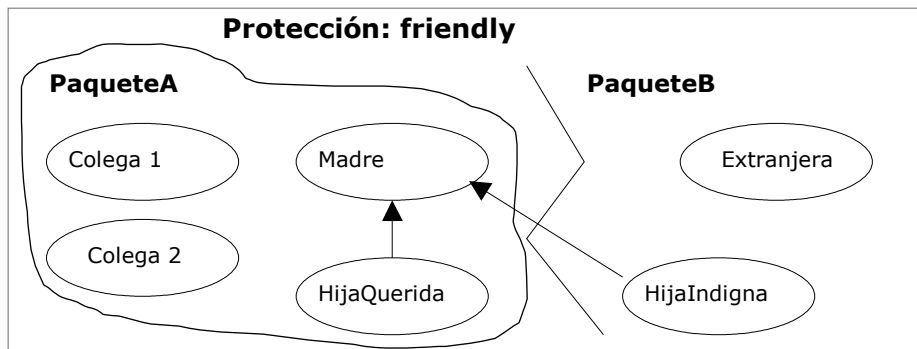 Protección: friendly
PaqueteA
PaqueteB
Colega 1
Madre
Extranjera
Colega 2
HijaQuerida
HijaIndigna